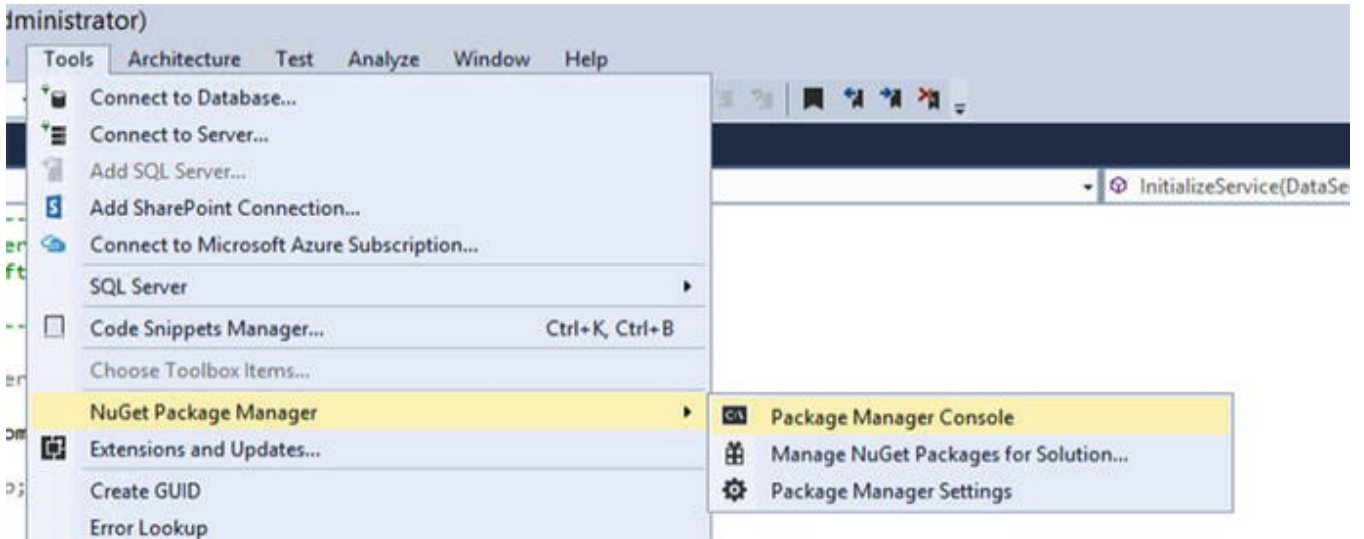 dministrator)
Tools Architecture Test Analyze Window Help
Connect to Database...
Connect to Server...
Add SQL Server...
InitializeService(DataSe
Add SharePoint Connection...
Connect to Microsoft Azure Subscription...
SQL Server
Code Snippets Manager... Ctrl+K, Ctrl+B
Choose Toolbox Items...
NuGet Package Manager
Package Manager Console
Extensions and Updates...
Manage NuGet Packages for Solution...
Create GUID
Package Manager Settings
Error Lookup